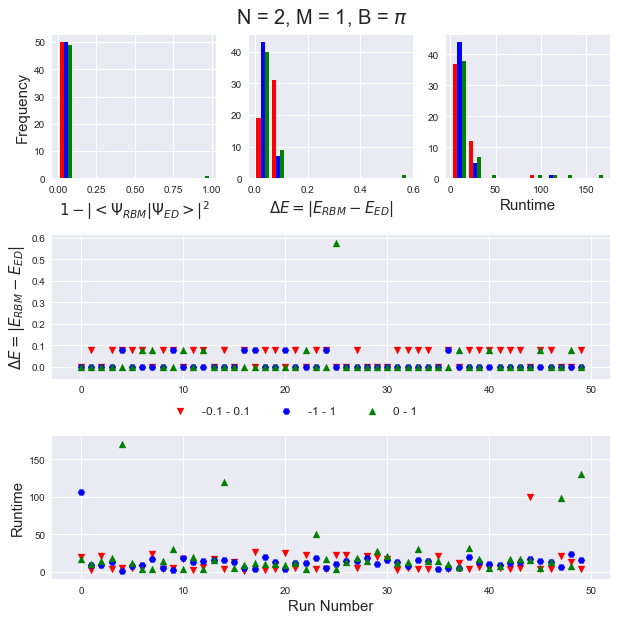 N = 2, M = 1, B = π
Frequency
50
40
30
20
10
0
0.00 0.25 0.50 0.75 1.00
1 − |< Ψ_RBM|Ψ_ED >|²
40
30
20
10
0
0.0 0.2 0.4 0.6
ΔE = |E_RBM − E_ED|
40
30
20
10
0
0 50 100 150
Runtime
ΔE = |E_RBM − E_ED|
0.6
0.5
0.4
0.3
0.2
0.1
0.0
0 10 20 30 40 50
-0.1 - 0.1 -1 - 1 0 - 1
Runtime
150
100
50
0
0 10 20 30 40 50
Run Number